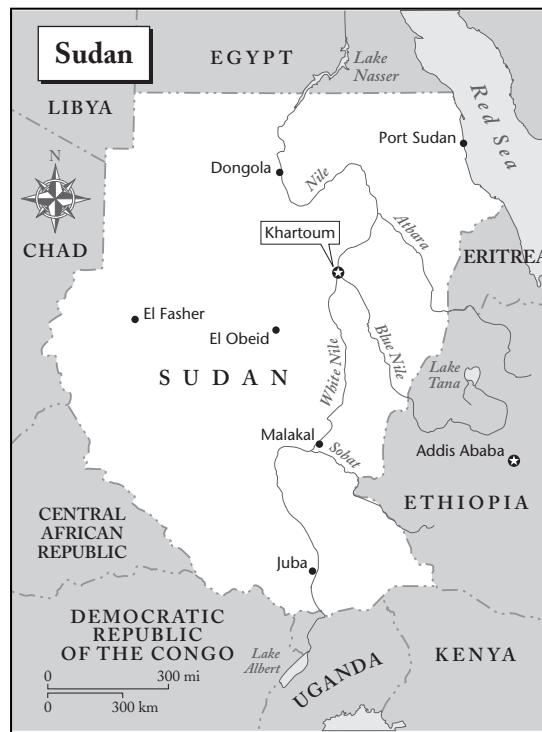 Sudan
EGYPT
Lake
Nasser
LIBYA
Red Sea
Port Sudan
N
Dongola
Nile
Khartoum
Atbara
CHAD
ERITREA
El Fasher
El Obeid
White Nile
Blue Nile
Lake
Tana
SUDAN
Malakal
Sobat
Addis Ababa
ETHIOPIA
CENTRAL
AFRICAN
REPUBLIC
Juba
DEMOCRATIC
REPUBLIC
OF THE CONGO
Lake
Albert
UGANDA
KENYA
0 300 mi
0 300 km